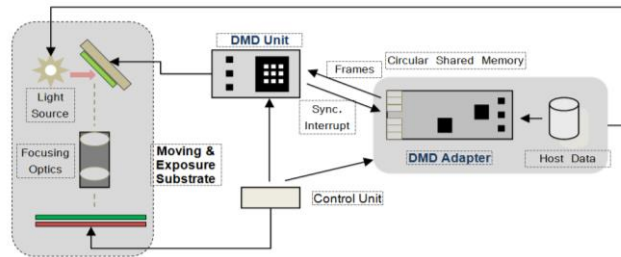 DMD Unit
Frames
Circular Shared Memory
Light
Source
Sync.
Interrupt
Focusing
Optics
Moving &
Exposure
Substrate
DMD Adapter
Host Data
Control Unit